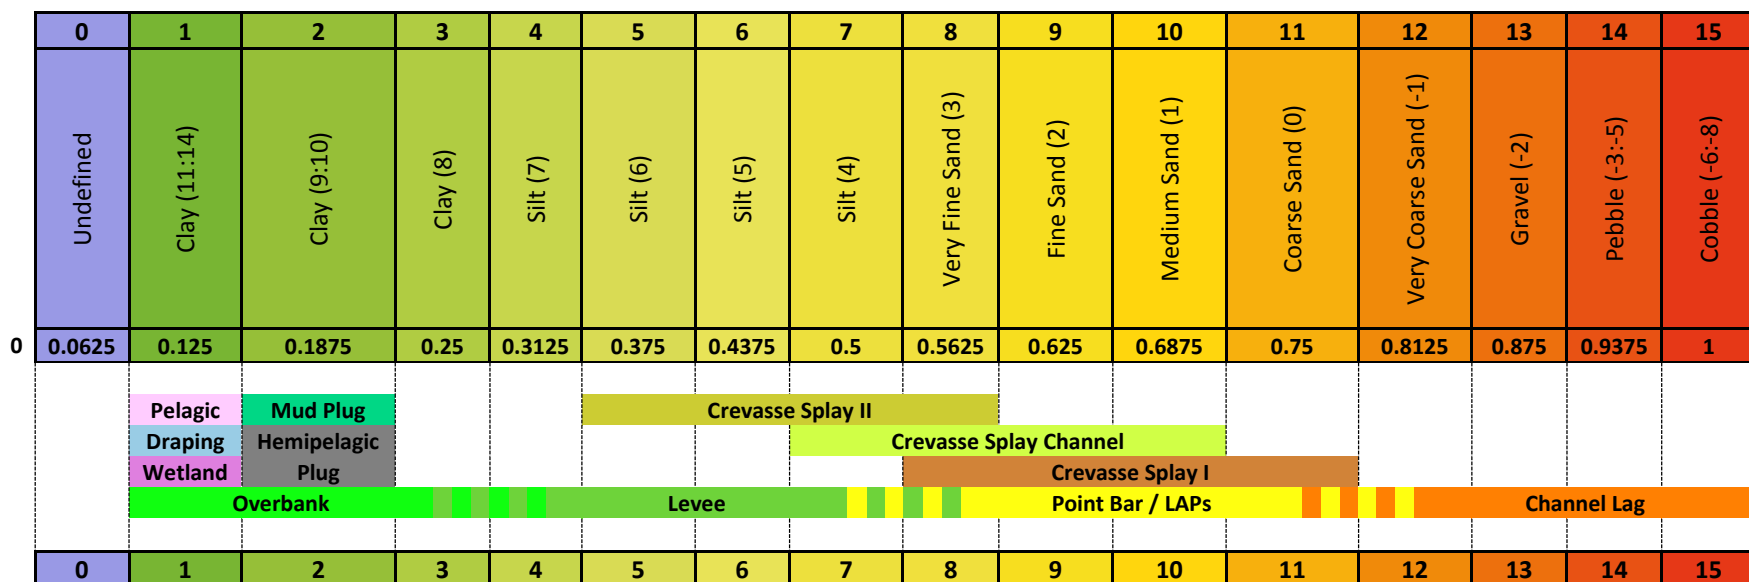 0 1 2 3 4 5 6 7 8 9 10 11 12 13 14 15
Undefined
Clay (11:14)
Clay (9:10)
Clay (8)
Silt (7)
Silt (6)
Silt (5)
Silt (4)
Very Fine Sand (3)
Fine Sand (2)
Medium Sand (1)
Coarse Sand (0)
Very Coarse Sand (-1)
Gravel (-2)
Pebble (-3:-5)
Cobble (-6:-8)
0 0.0625 0.125 0.1875 0.25 0.3125 0.375 0.4375 0.5 0.5625 0.625 0.6875 0.75 0.8125 0.875 0.9375 1
Pelagic Mud Plug Crevasse Splay II
Draping Hemipelagic Crevasse Splay Channel
Wetland Plug Crevasse Splay I
Overbank Levee Point Bar / LAPs Channel Lag
0 1 2 3 4 5 6 7 8 9 10 11 12 13 14 15